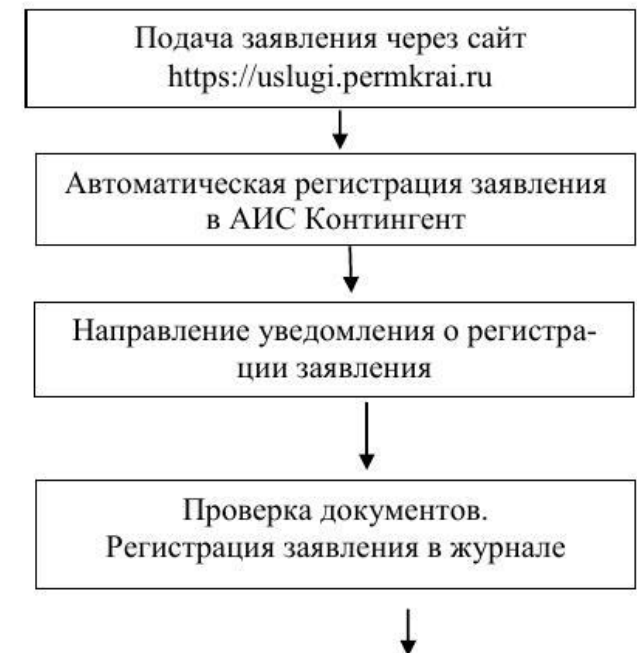 Подача заявления через сайт
https://uslugi.permkrai.ru
Автоматическая регистрация заявления
в АИС Контингент
Направление уведомления о регистра-
ции заявления
Проверка документов.
Регистрация заявления в журнале